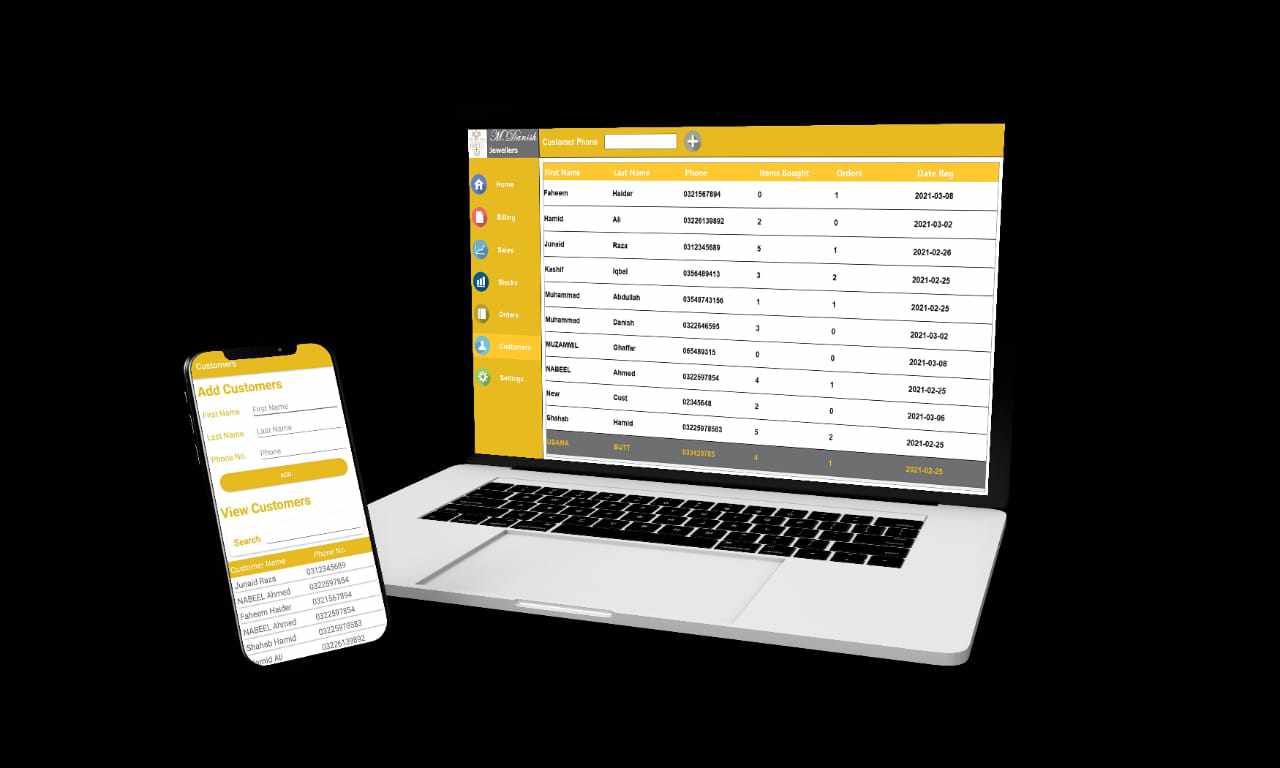 M. Danish
Jewellers
Customer Phone
Home
Billing
Sales
Stocks
Orders
Customers
Settings
First Name Last Name Phone Items Bought Orders Date Reg
Faheem Haider 0321567894 0 1 2021-03-08
Hamid Ali 03226139892 2 0 2021-03-02
Junaid Raza 0312345689 5 1 2021-02-26
Kashif Iqbal 0356489413 3 2 2021-02-25
Muhammad Abdullah 03548743156 1 1 2021-02-25
Muhammad Danish 0322646595 3 0 2021-03-02
MUZAMMIL Ghaffar 065489315 0 0 2021-03-08
NABEEL Ahmed 0322597854 4 1 2021-02-25
New Cust 02345648 2 0 2021-03-06
Shahab Hamid 03225978563 5 2 2021-02-25
USAMA BUTT 033425785 4 1 2021-02-25
Customers
Add Customers
First Name First Name
Last Name Last Name
Phone No. Phone
ADD
View Customers
Search
Customer Name Phone No.
Junaid Raza 0312345689
NABEEL Ahmed 0322597854
Faheem Haider 0321567894
NABEEL Ahmed 0322597854
Shahab Hamid 03225978583
Hamid Ali 03226139892